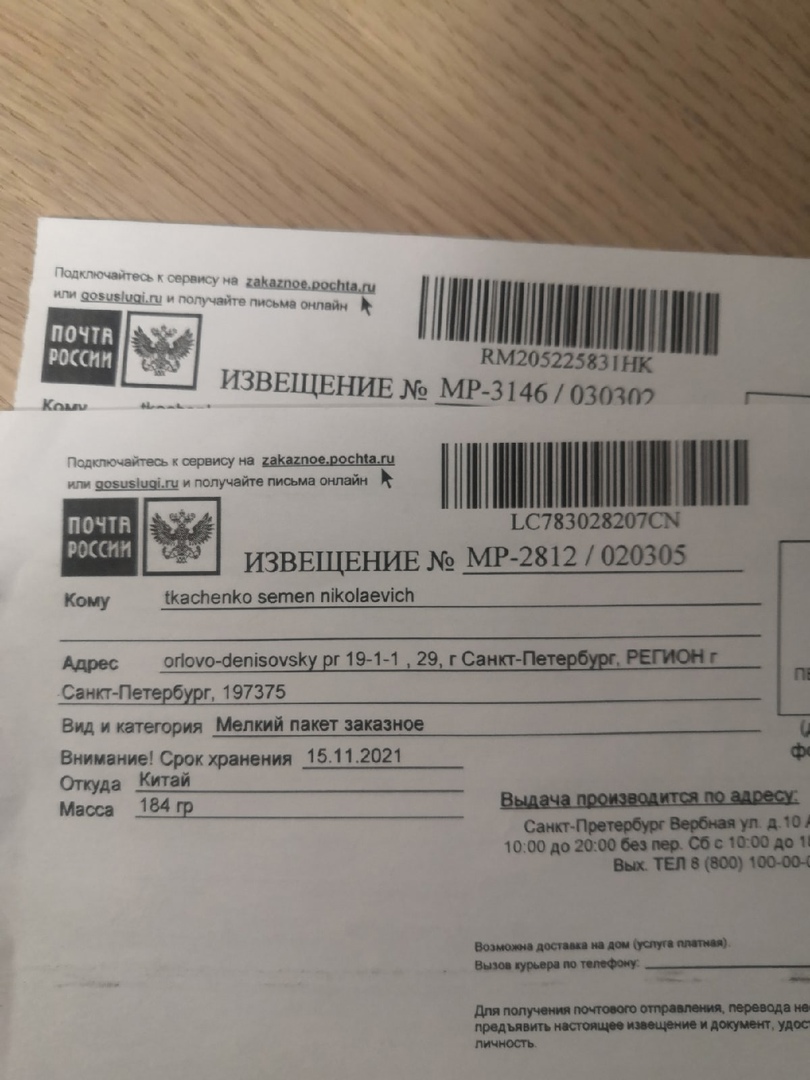 Подключайтесь к сервису на zakaznoe.pochta.ru
или gosuslugi.ru и получайте письма онлайн
RM205225831HK
ПОЧТА
РОССИИ
ИЗВЕЩЕНИЕ № МР-3146 / 030302
Кому
Подключайтесь к сервису на zakaznoe.pochta.ru
или gosuslugi.ru и получайте письма онлайн
LC783028207CN
ПОЧТА
РОССИИ
ИЗВЕЩЕНИЕ № МР-2812 / 020305
Кому tkachenko semen nikolaevich
Адрес orlovo-denisovsky pr 19-1-1 , 29, г Санкт-Петербург, РЕГИОН г
Санкт-Петербург, 197375
Вид и категория Мелкий пакет заказное
Внимание! Срок хранения 15.11.2021
Откуда Китай
Масса 184 гр
Выдача производится по адресу:
Санкт-Претербург Вербная ул. д.10
10:00 до 20:00 без пер. Сб с 10:00 до
Вых. ТЕЛ 8 (800) 100-00-
Возможна доставка на дом (услуга платная).
Вызов курьера по телефону:
Для получения почтового отправления, перевода
предъявить настоящее извещение и документ,
личность.